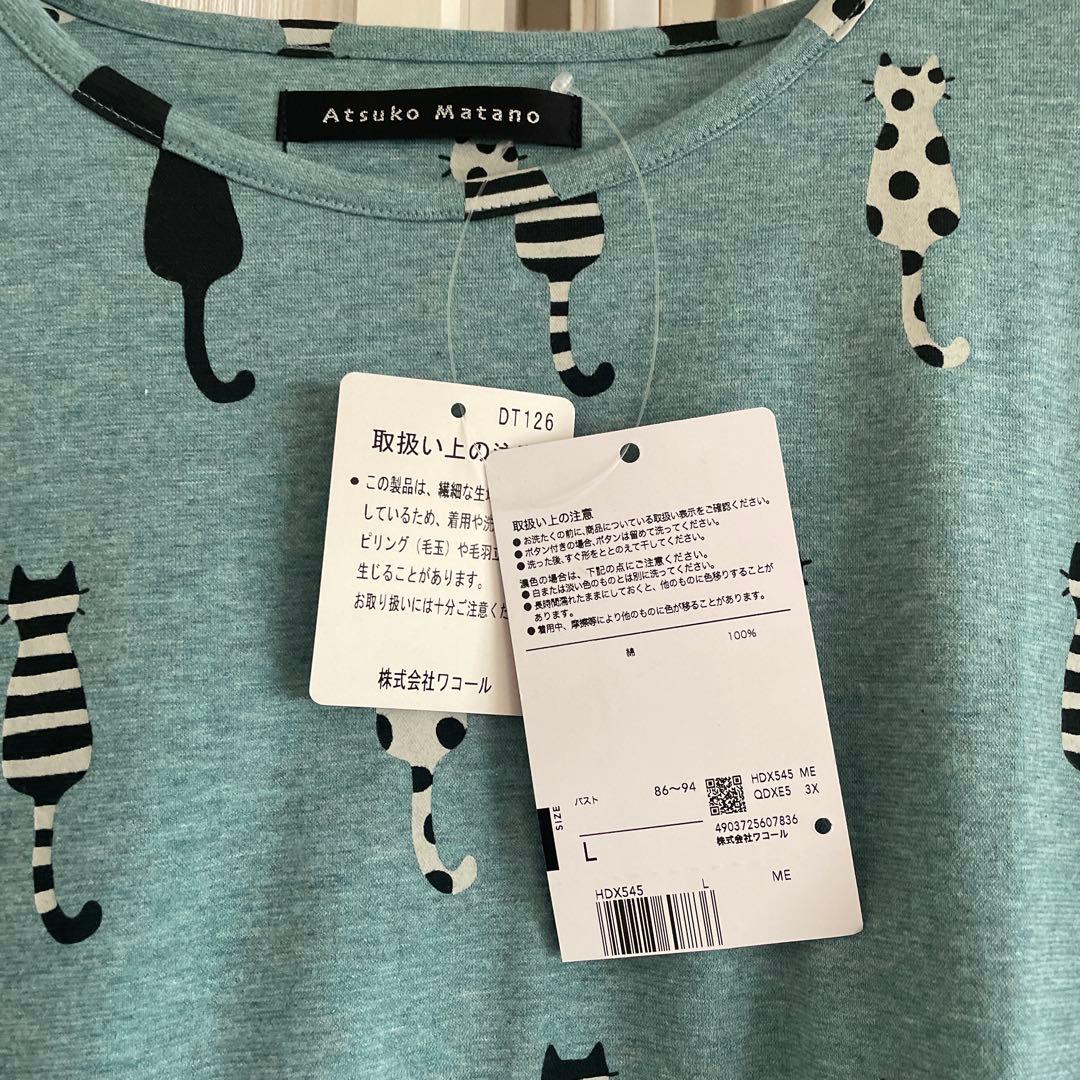 Atsuko Matano
DT126
取扱い上の注
この製品は、繊細な生地
しているため、着用や洗
ピリング（毛玉）や毛羽立
生じることがあります。
お取り扱いには十分ご注意くだ
株式会社ワコール
取扱い上の注意
●お洗たくの前に、商品についている取扱い表示をご確認ください。
●ボタン付きの場合、ボタンは留めて洗ってください。
●洗った後、すぐ形をととのえて干してください。
濃色の場合は、下記の点にご注意ください。
●白または淡い色のものとは別に洗ってください。
●長時間濡れたままにしておくと、他のものに色移りすることが
あります。
●着用中、摩擦等により他のものに色が移ることがあります。
綿 100%
SIZE
バスト 86〜94
L
HDX545 ME
QDXE5 3X
4903725607836
株式会社ワコール
ME
HDX545 L